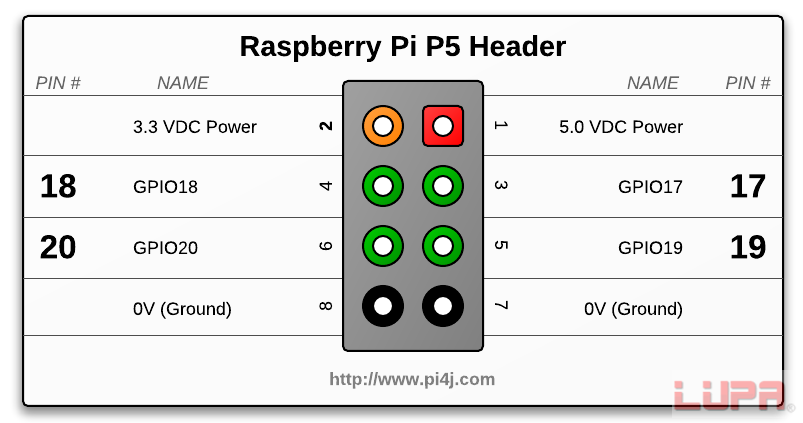 Raspberry Pi P5 Header
PIN # NAME NAME PIN #
3.3 VDC Power 2 1 5.0 VDC Power
18 GPIO18 4 3 GPIO17 17
20 GPIO20 6 5 GPIO19 19
0V (Ground) 8 7 0V (Ground)
http://www.pi4j.com
LUPA®